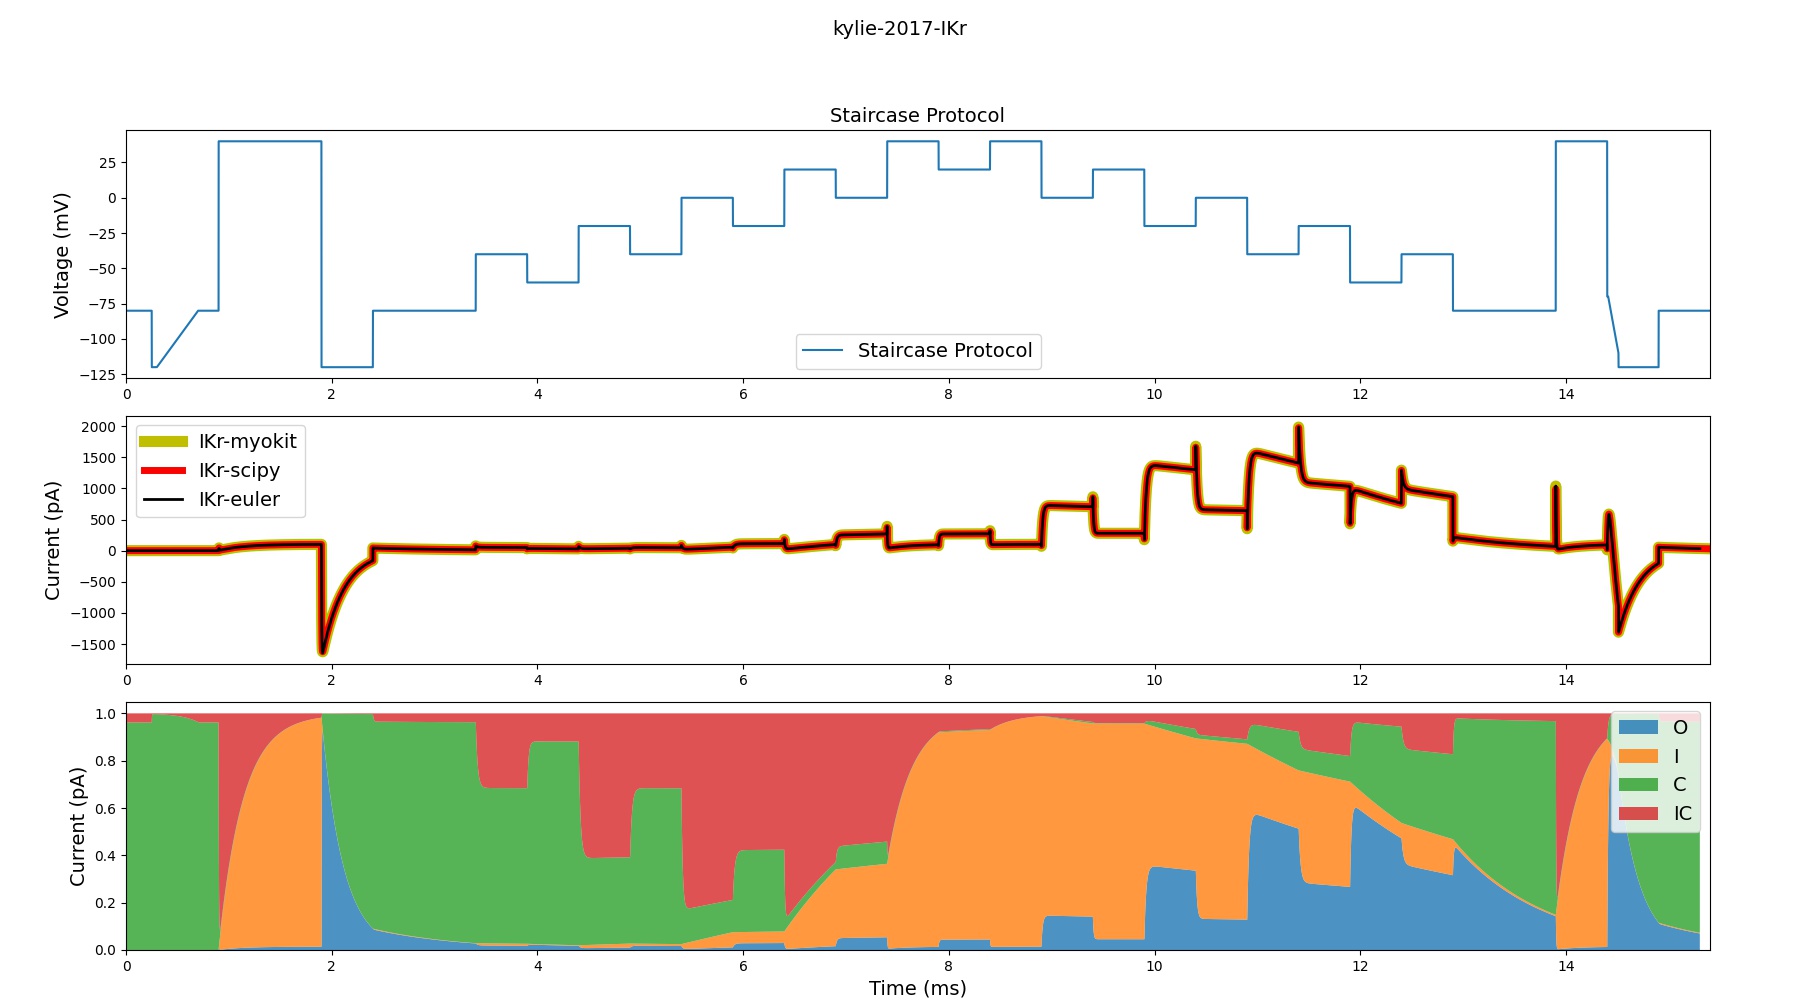 kylie-2017-IKr
Staircase Protocol
Voltage (mV)
25
0
−25
−50
−75
−100
−125
Staircase Protocol
0 2 4 6 8 10 12 14
Current (pA)
2000
1500
1000
500
0
−500
−1000
−1500
IKr-myokit
IKr-scipy
IKr-euler
0 2 4 6 8 10 12 14
Current (pA)
1.0
0.8
0.6
0.4
0.2
0.0
O
I
C
IC
0 2 4 6 8 10 12 14
Time (ms)